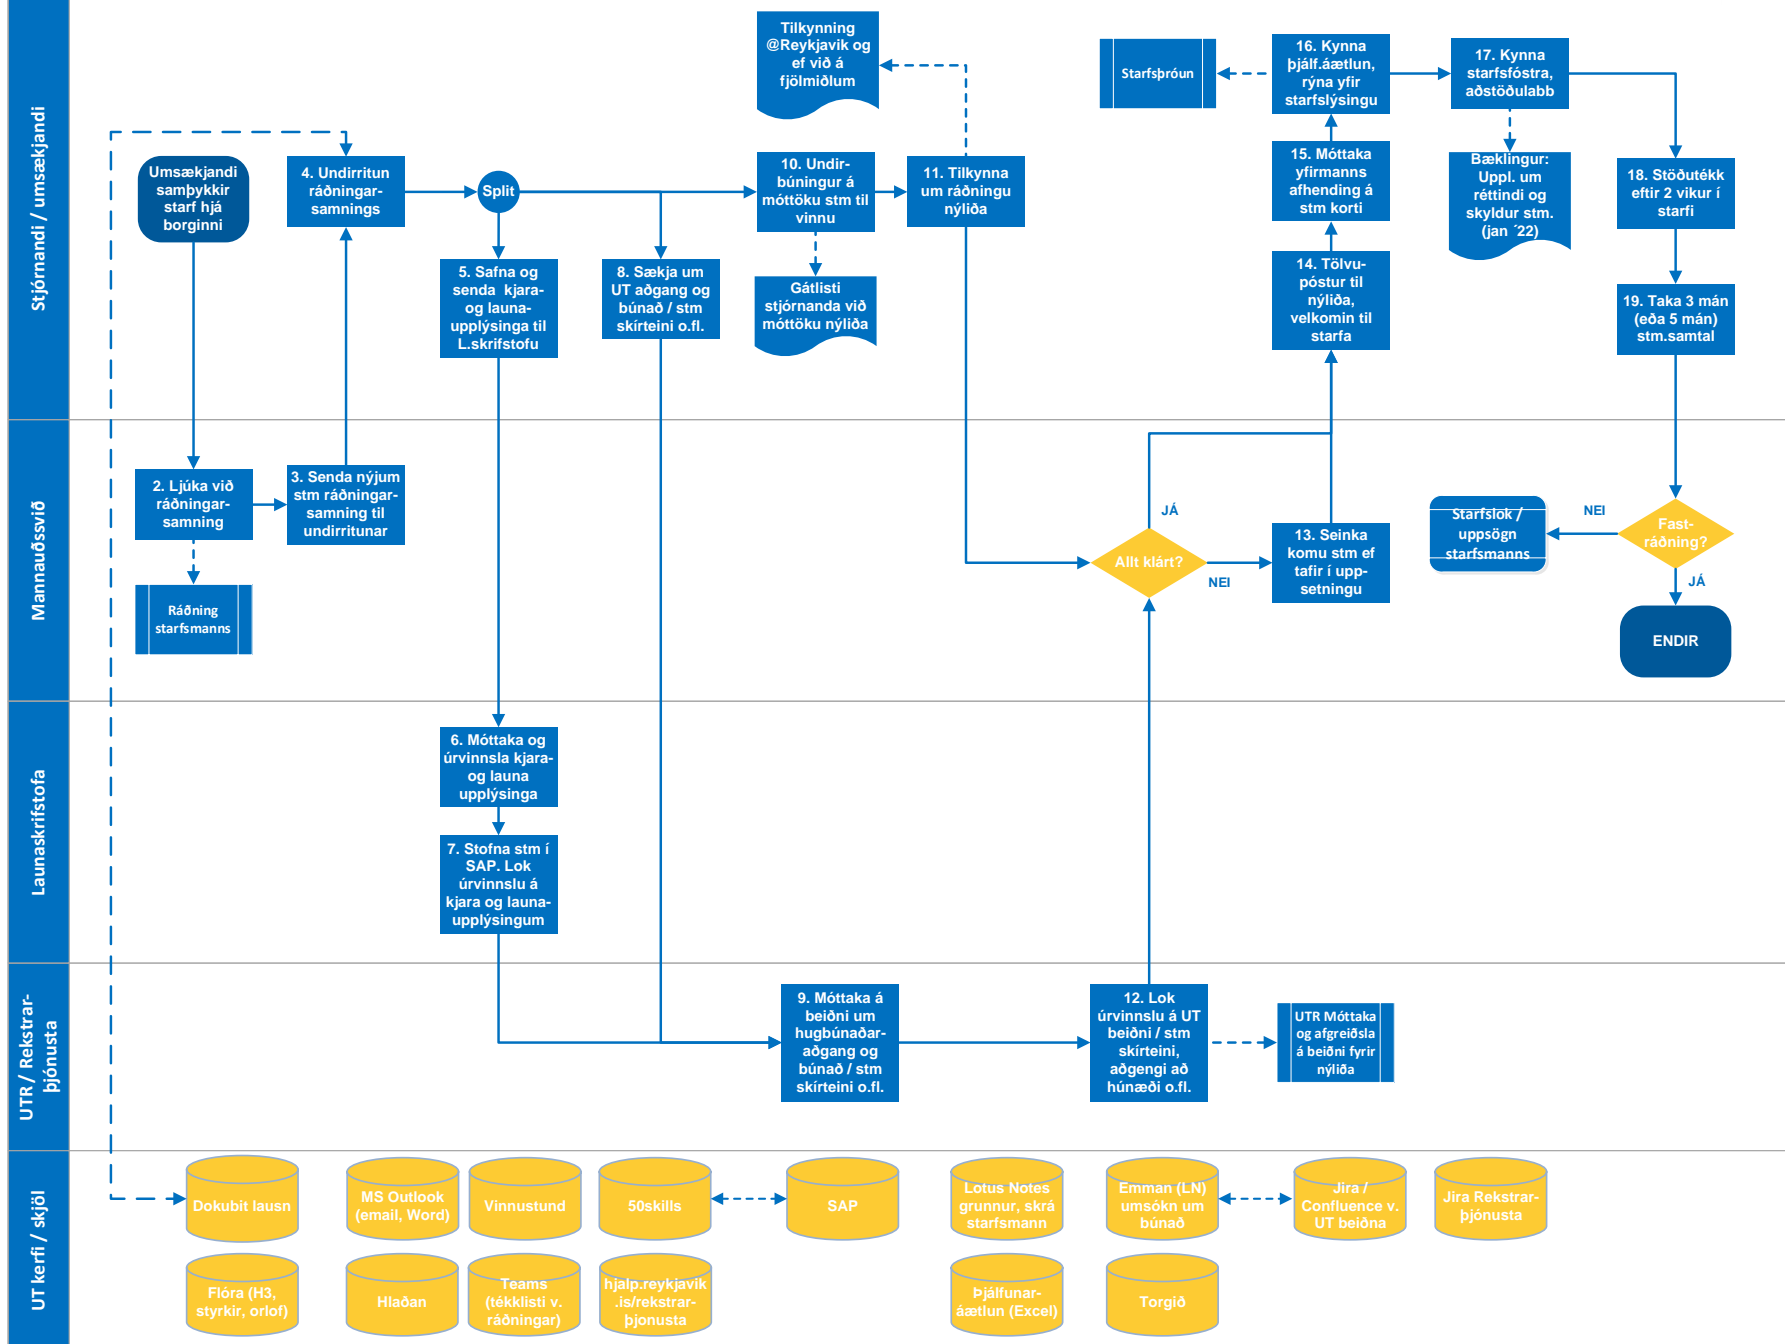 Stjórnandi / umsækjandi
Umsækjandi
samþykkir
starf hjá
borginni
4. Undirritun
ráðningar-
samnings
Split
5. Safna og
senda kjara-
og launa-
upplýsinga til
L.skrifstofu
8. Sækja um
UT aðgang og
búnað / stm
skírteini o.fl.
Tilkynning
@Reykjavik og
ef við á
fjölmiðlum
10. Undir-
búningur á
móttöku stm til
vinnu
Gátlisti
stjórnanda við
móttöku nýliða
11. Tilkynna
um ráðningu
nýliða
Starfsþróun
16. Kynna
þjálf.áætlun,
rýna yfir
starfslýsingu
15. Móttaka
yfirmanns
afhending á
stm korti
14. Tölvu-
póstur til
nýliða,
velkomin til
starfa
17. Kynna
starfsfóstra,
aðstöðulabb
Bæklingur:
Uppl. um
réttindi og
skyldur stm.
(jan ´22)
18. Stöðutékk
eftir 2 vikur í
starfi
19. Taka 3 mán
(eða 5 mán)
stm.samtal
Mannauðssvið
2. Ljúka við
ráðningar-
samning
3. Senda nýjum
stm ráðningar-
samning til
undirritunar
Ráðning
starfsmanns
Allt klárt?
JÁ
NEI
13. Seinka
komu stm ef
tafir í upp-
setningu
Starfslok /
uppsögn
starfsmanns
NEI
Fast-
ráðning?
JÁ
ENDIR
Launaskrifstofa
6. Móttaka og
úrvinnsla kjara-
og launa
upplýsinga
7. Stofna stm í
SAP. Lok
úrvinnslu á
kjara og launa-
upplýsingum
UTR / Rekstrar-
þjónusta
9. Móttaka á
beiðni um
hugbúnaðar-
aðgang og
búnað / stm
skírteini o.fl.
12. Lok
úrvinnslu á UT
beiðni / stm
skírteini,
aðgengi að
húnæði o.fl.
UTR Móttaka
og afgreiðsla
á beiðni fyrir
nýliða
UT kerfi / skjöl
Dokubit lausn
MS Outlook
(email, Word)
Vinnustund
50skills
SAP
Lotus Notes
grunnur, skrá
starfsmann
Emman (LN)
umsókn um
búnað
Jira /
Confluence v.
UT beiðna
Jira Rekstrar-
þjónusta
Flóra (H3,
styrkir, orlof)
Hlaðan
Teams
(tékklisti v.
ráðningar)
hjalp.reykjavik
.is/rekstrar-
þjonusta
Þjálfunar-
áætlun (Excel)
Torgið